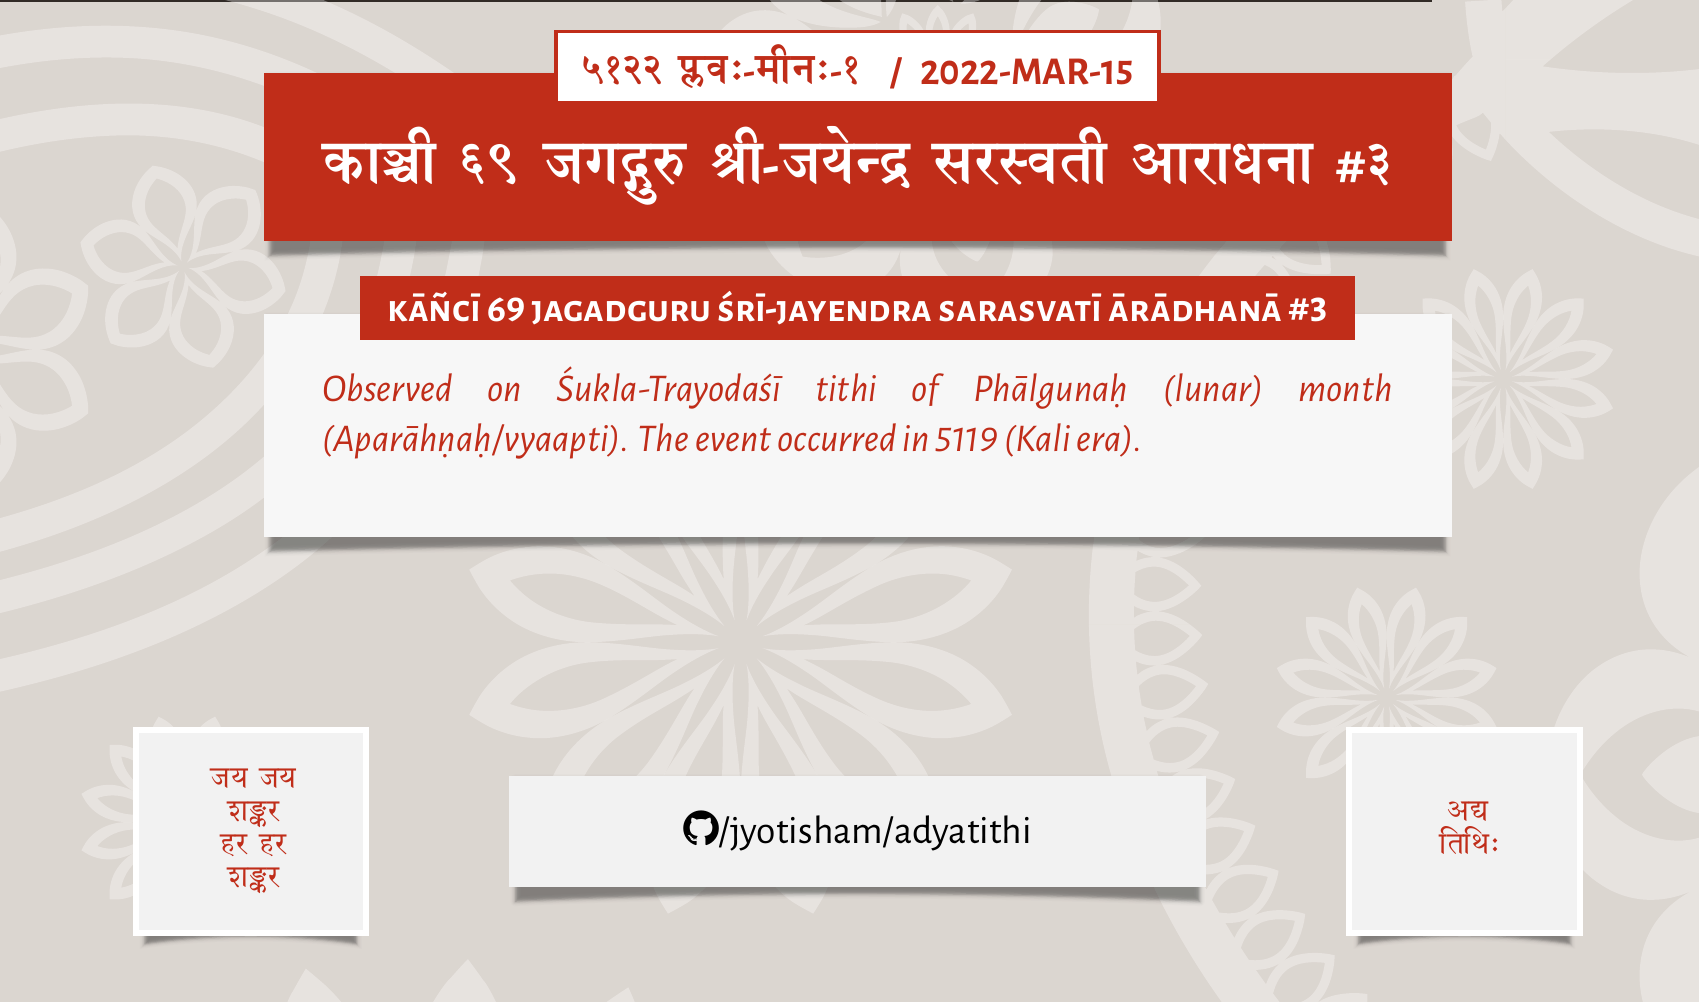 ५१२२ प्लवः-मीनः-१ / 2022-MAR-15
काञ्ची ६९ जगद्गुरु श्री-जयेन्द्र सरस्वती आराधना #३
KĀÑCĪ 69 JAGADGURU ŚRĪ-JAYENDRA SARASVATĪ ĀRĀDHANĀ #3
Observed on Śukla-Trayodaśī tithi of Phālgunaḥ (lunar) month
(Aparāhṇaḥ/vyaapti). The event occurred in 5119 (Kali era).
जय जय
शङ्कर
हर हर
शङ्कर
/jyotisham/adyatithi
अद्य
तिथिः